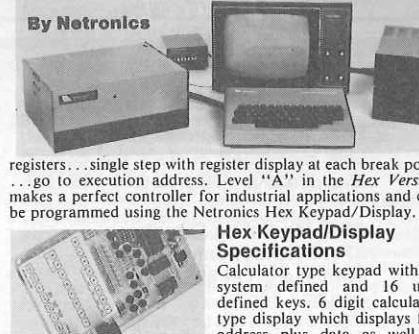 By Netronics
registers...single step with register display at each break po
...go to execution address. Level “A” in the Hex Vers
makes a perfect controller for industrial applications and c
be programmed using the Netronics Hex Keypad/Display.
Hex Keypad/Display
Specifications
Calculator type keypad with
system defined and 16 u
defined keys. 6 digit calcula
type display which displays
address plus data as we